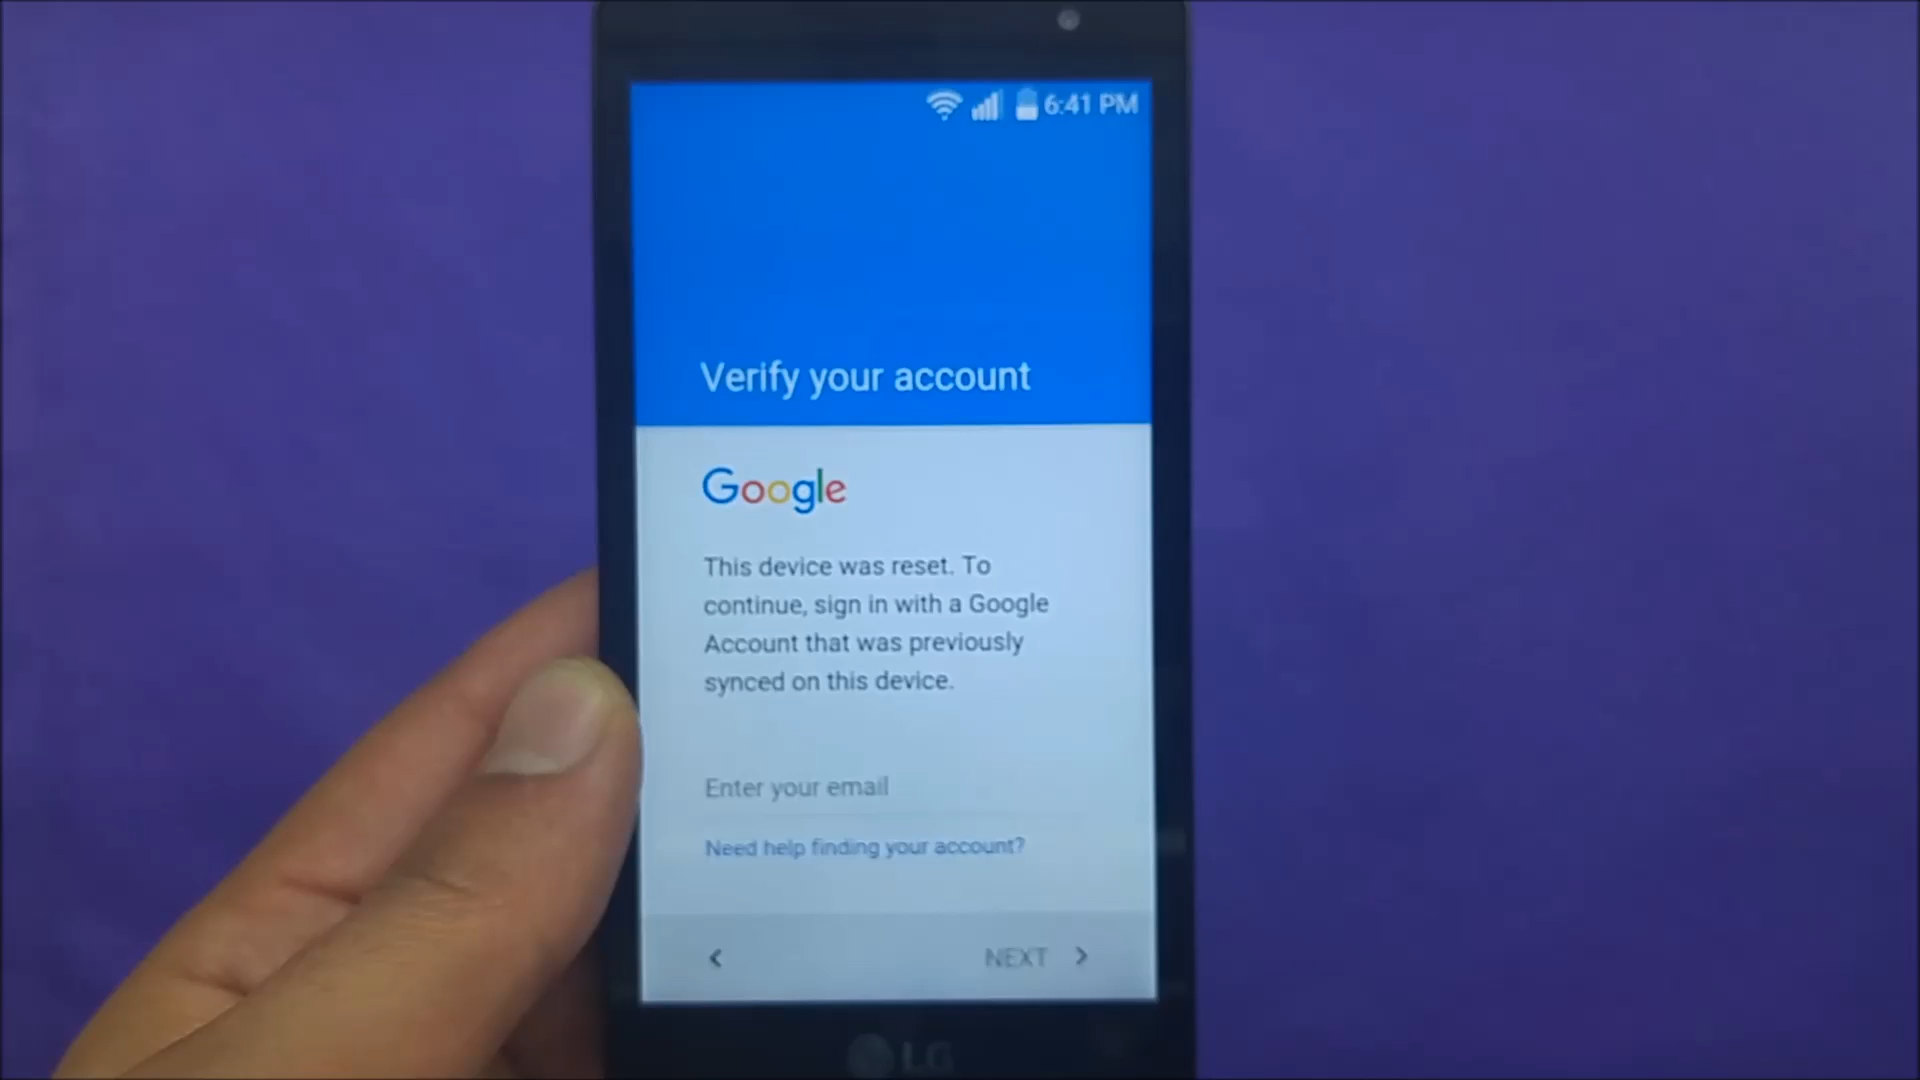 6:41 PM
Verify your account
Google
This device was reset. To
continue, sign in with a Google
Account that was previously
synced on this device.
Enter your email
Need help finding your account?
NEXT
LG